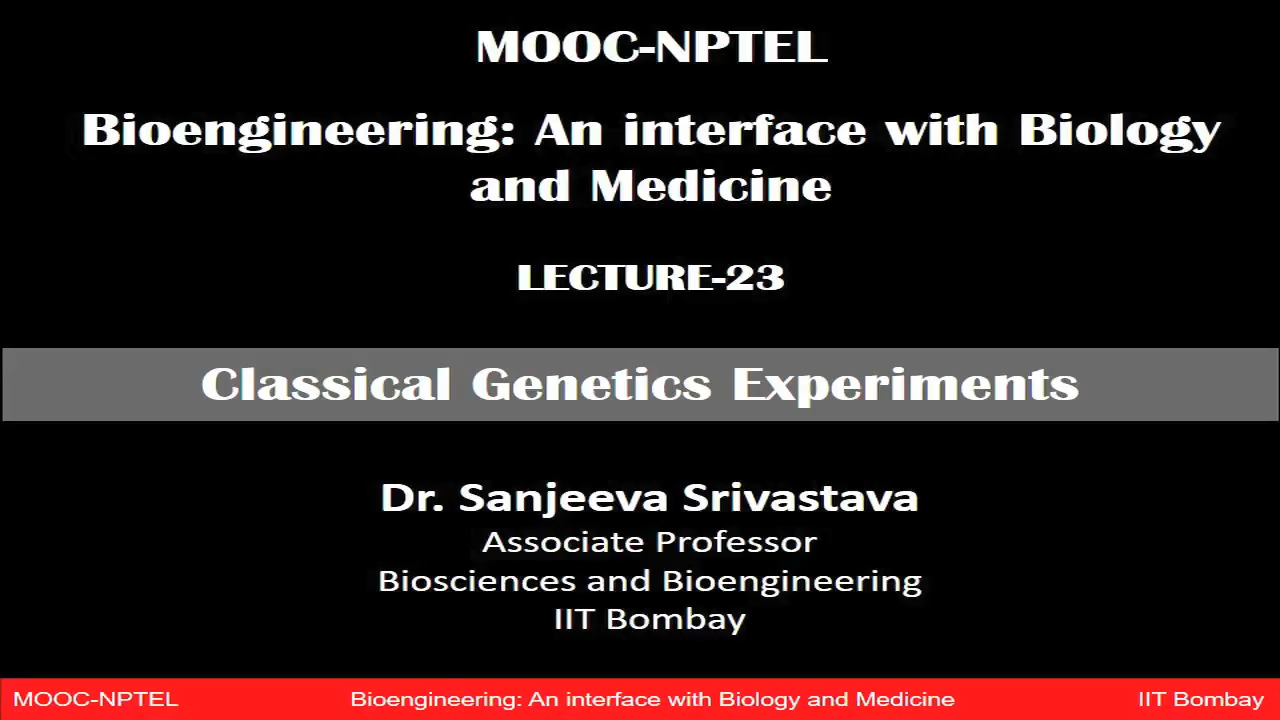 MOOC-NPTEL
Bioengineering: An interface with Biology
and Medicine
LECTURE-23
Classical Genetics Experiments
Dr. Sanjeeva Srivastava
Associate Professor
Biosciences and Bioengineering
IIT Bombay
MOOC-NPTEL Bioengineering: An interface with Biology and Medicine IIT Bombay